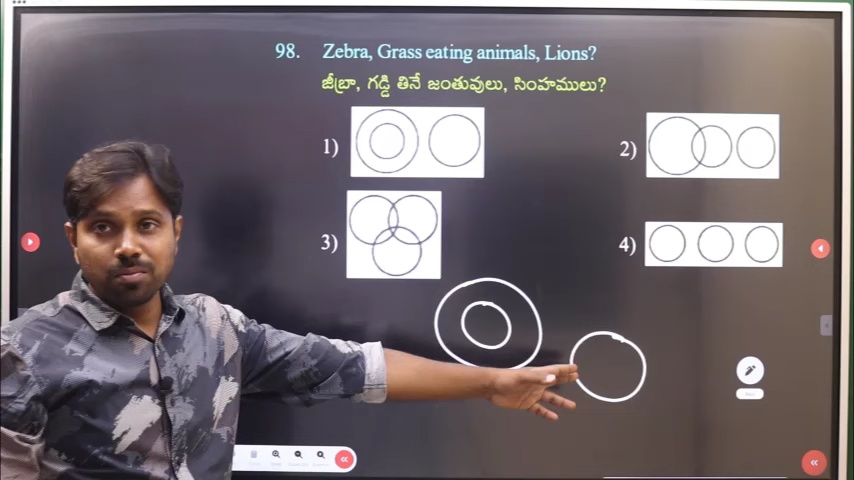 98. Zebra, Grass eating animals, Lions?
జీబ్రా, గడ్డి తినే జంతువులు, సింహములు?
1) 2)
3) 4)